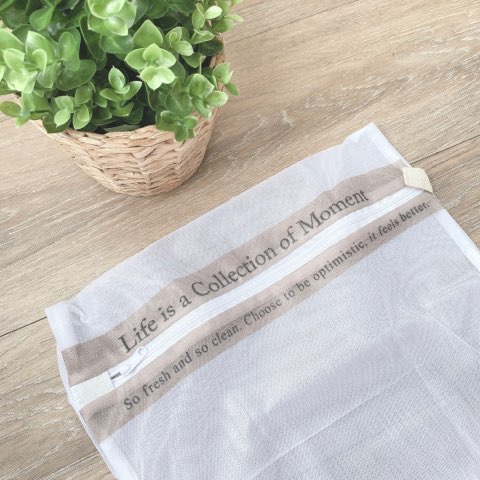 Life is a Collection of Moment
So fresh and so clean. Choose to be optimistic, it feels better.